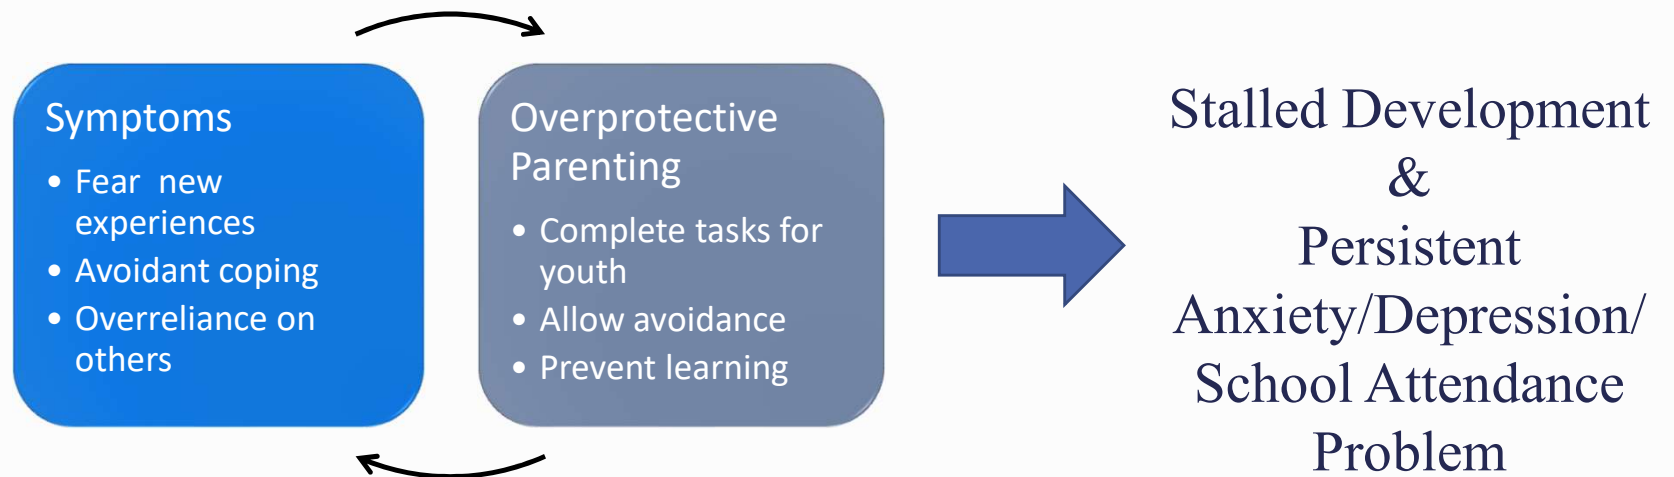 Symptoms
• Fear new
experiences
• Avoidant coping
• Overreliance on
others
Overprotective
Parenting
• Complete tasks for
youth
• Allow avoidance
• Prevent learning
Stalled Development
&
Persistent
Anxiety/Depression/
School Attendance
Problem